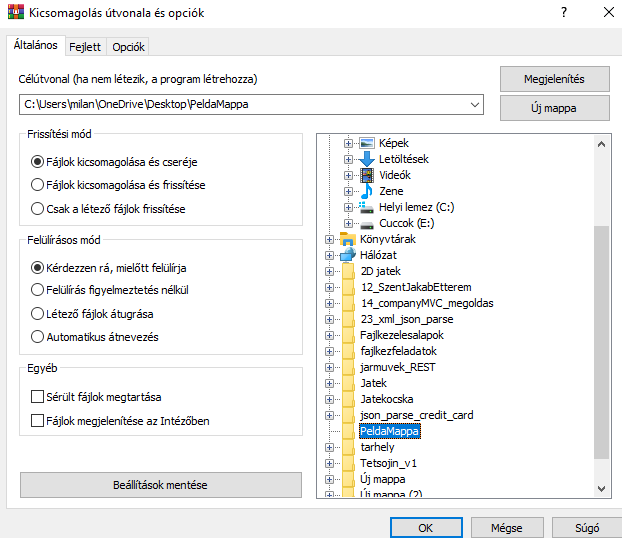 Kicsomagolás útvonala és opciók
Általános Fejlett Opciók
Célútvonal (ha nem létezik, a program létrehozza)
Megjelenítés
C:\Users\milan\OneDrive\Desktop\PeldaMappa
Új mappa
Frissítési mód
Fájlok kicsomagolása és cseréje
Fájlok kicsomagolása és frissítése
Csak a létező fájlok frissítése
Felülírásos mód
Kérdezzen rá, mielőtt felülírja
Felülírás figyelmeztetés nélkül
Létező fájlok átugrása
Automatikus átnevezés
Egyéb
Sérült fájlok megtartása
Fájlok megjelenítése az Intézőben
Beállítások mentése
Képek
Letöltések
Videók
Zene
Helyi lemez (C:)
Cuccok (E:)
Könyvtárak
Hálózat
2D jatek
12_SzentJakabEtterem
14_companyMVC_megoldas
23_xml_json_parse
Fajlkezelesalapok
fajlkezfeladatok
jarmuvek_REST
Jatek
Jatekocska
json_parse_credit_card
PeldaMappa
tarhely
Tetsojin_v1
Új mappa
Új mappa (2)
OK Mégse Súgó